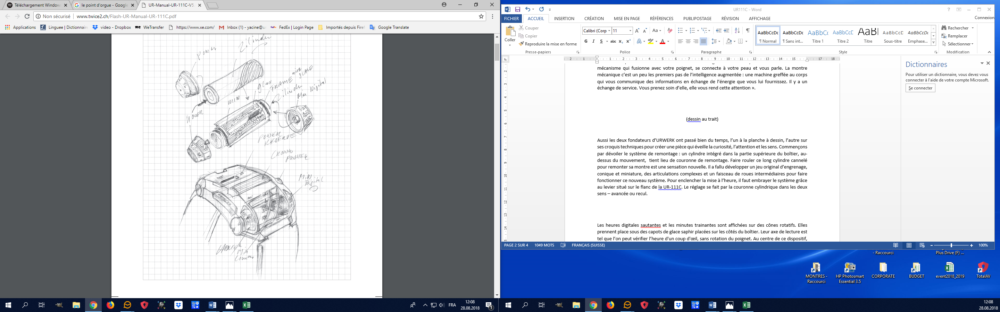 Téléchargement Window
le point d'orgue - Google
UR-Manual-UR-111C-V5.
Non sécurisé
www.twice2.ch/Flash-UR-Manual-UR-111C.pdf
Applications
Linguee | Dictionnair
video - Dropbox
WeTransfer
https://www.xe.com/
Inbox (1) - yacine@u
FedEx | Login Page
Importés depuis Firef
Google Translate
POWER
Zilinder
with
SCALE
glass
FRAME
Zilinder
Min Digital
MIN
HOUER
POWER
RESERVE
CROWN
PUSHER
Min
Digital
Min
Linear
UR111C - Word
FICHIER
ACCUEIL
INSERTION
CRÉATION
MISE EN PAGE
RÉFÉRENCES
PUBLIPOSTAGE
RÉVISION
AFFICHAGE
Connexion
Coller
Couper
Copier
Reproduire la mise en forme
Presse-papiers
Calibri (Corp
11
Aa
G I S abc x₂ x²
Police
Paragraphe
AaBbCcDc AaBbCcDc AaBbCc AaBbCcD AaBl AaBbCcD AaBbCcDc
¶ Normal ¶ Sans int... Titre 1 Titre 2 Titre Sous-titre Emphase...
Style
Rechercher
Remplacer
Sélectionner
Modification
mécanisme qui fusionne avec votre poignet, se connecte à votre peau et vous parle. La montre
mécanique c’est un peu les premiers pas de l’intelligence augmentée : une machine greffée au corps
qui vous communique des informations en échange de l’énergie que vous lui fournissez. Il y a un
échange de service. Vous prenez soin d’elle, elle vous rend cette attention ».
(dessin au trait)
Aussi les deux fondateurs d’URWERK ont passé bien du temps, l’un à la planche à dessin, l’autre sur
ses croquis techniques pour créer une pièce qui éveille la curiosité, l’attention et les sens. Commençons
par dévoiler le système de remontage : un cylindre intégré dans la partie supérieure du boîtier, au-
dessus du mouvement, tient lieu de couronne de remontage. Faire rouler ce long cylindre cannelé
pour remonter sa montre est une sensation nouvelle. Il a fallu développer un jeu original d’engrenage,
conique et miniature, des articulations complexes et un faisceau de roues intermédiaires pour faire
fonctionner ce nouveau système. Pour enclencher la mise à l’heure, il faut embrayer le système grâce
au levier situé sur le flanc de la UR-111C. Le réglage se fait par la couronne cylindrique dans les deux
sens – avancée ou recul.
Les heures digitales sautantes et les minutes trainantes sont affichées sur des cônes rotatifs. Elles
prennent place sous des capots de glace saphir placées sur les côtés du boîtier. Leur axe de lecture est
tel que l’on peut vérifier l’heure d'un coup d'œil, sans rotation du poignet. Au centre de ce dispositif,
Dictionnaires
Pour utiliser un dictionnaire, vous devez vous
connecter à l'aide de votre compte Microsoft.
Se connecter
PAGE 2 SUR 4
1049 MOTS
FRANÇAIS (SUISSE)
100%
- Raccourci
Plus Drive (F) ...
MONTRES -
Raccourci
HP Photosmart
Essential 3.5
CORPORATE
BUDGET
event2018_2019
TotalAV
FRA
12:08
28.08.2018
1
12:08
28.08.2018